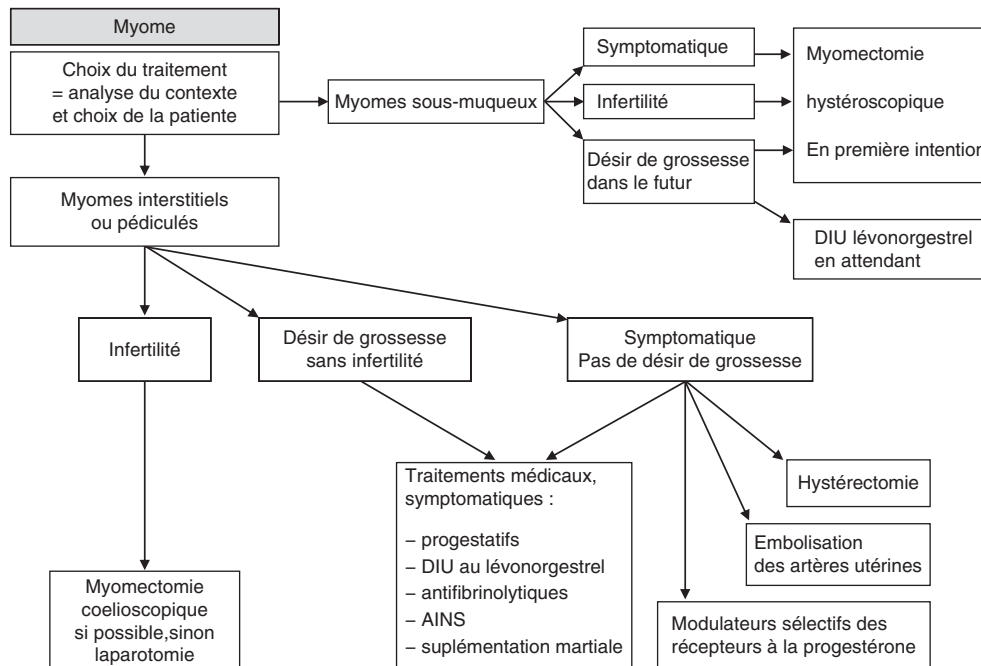 Myome
Choix du traitement
= analyse du contexte
et choix de la patiente
Myomes sous-muqueux
Symptomatique
Infertilité
Désir de grossesse
dans le futur
Myomectomie
hystéroscopique
En première intention
DIU lévonorgestrel
en attendant
Myomes interstitiels
ou pédiculés
Infertilité
Désir de grossesse
sans infertilité
Symptomatique
Pas de désir de grossesse
Myomectomie
coelioscopique
si possible,sinon
laparotomie
Traitements médicaux,
symptomatiques :
– progestatifs
– DIU au lévonorgestrel
– antifibrinolytiques
– AINS
– suplémentation martiale
Hystérectomie
Embolisation
des artères utérines
Modulateurs sélectifs des
récepteurs à la progestérone